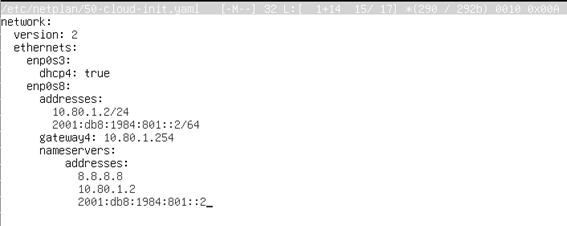 /etc/netplan/50-cloud-init.yaml [-M--] 32 L:[ 1+14 15/ 17] *(290 / 292b) 0010 0x00A
network:
  version: 2
  ethernets:
    enp0s3:
      dhcp4: true
    enp0s8:
      addresses:
        10.80.1.2/24
        2001:db8:1984:801::2/64
      gateway4: 10.80.1.254
      nameservers:
          addresses:
            8.8.8.8
            10.80.1.2
            2001:db8:1984:801::2